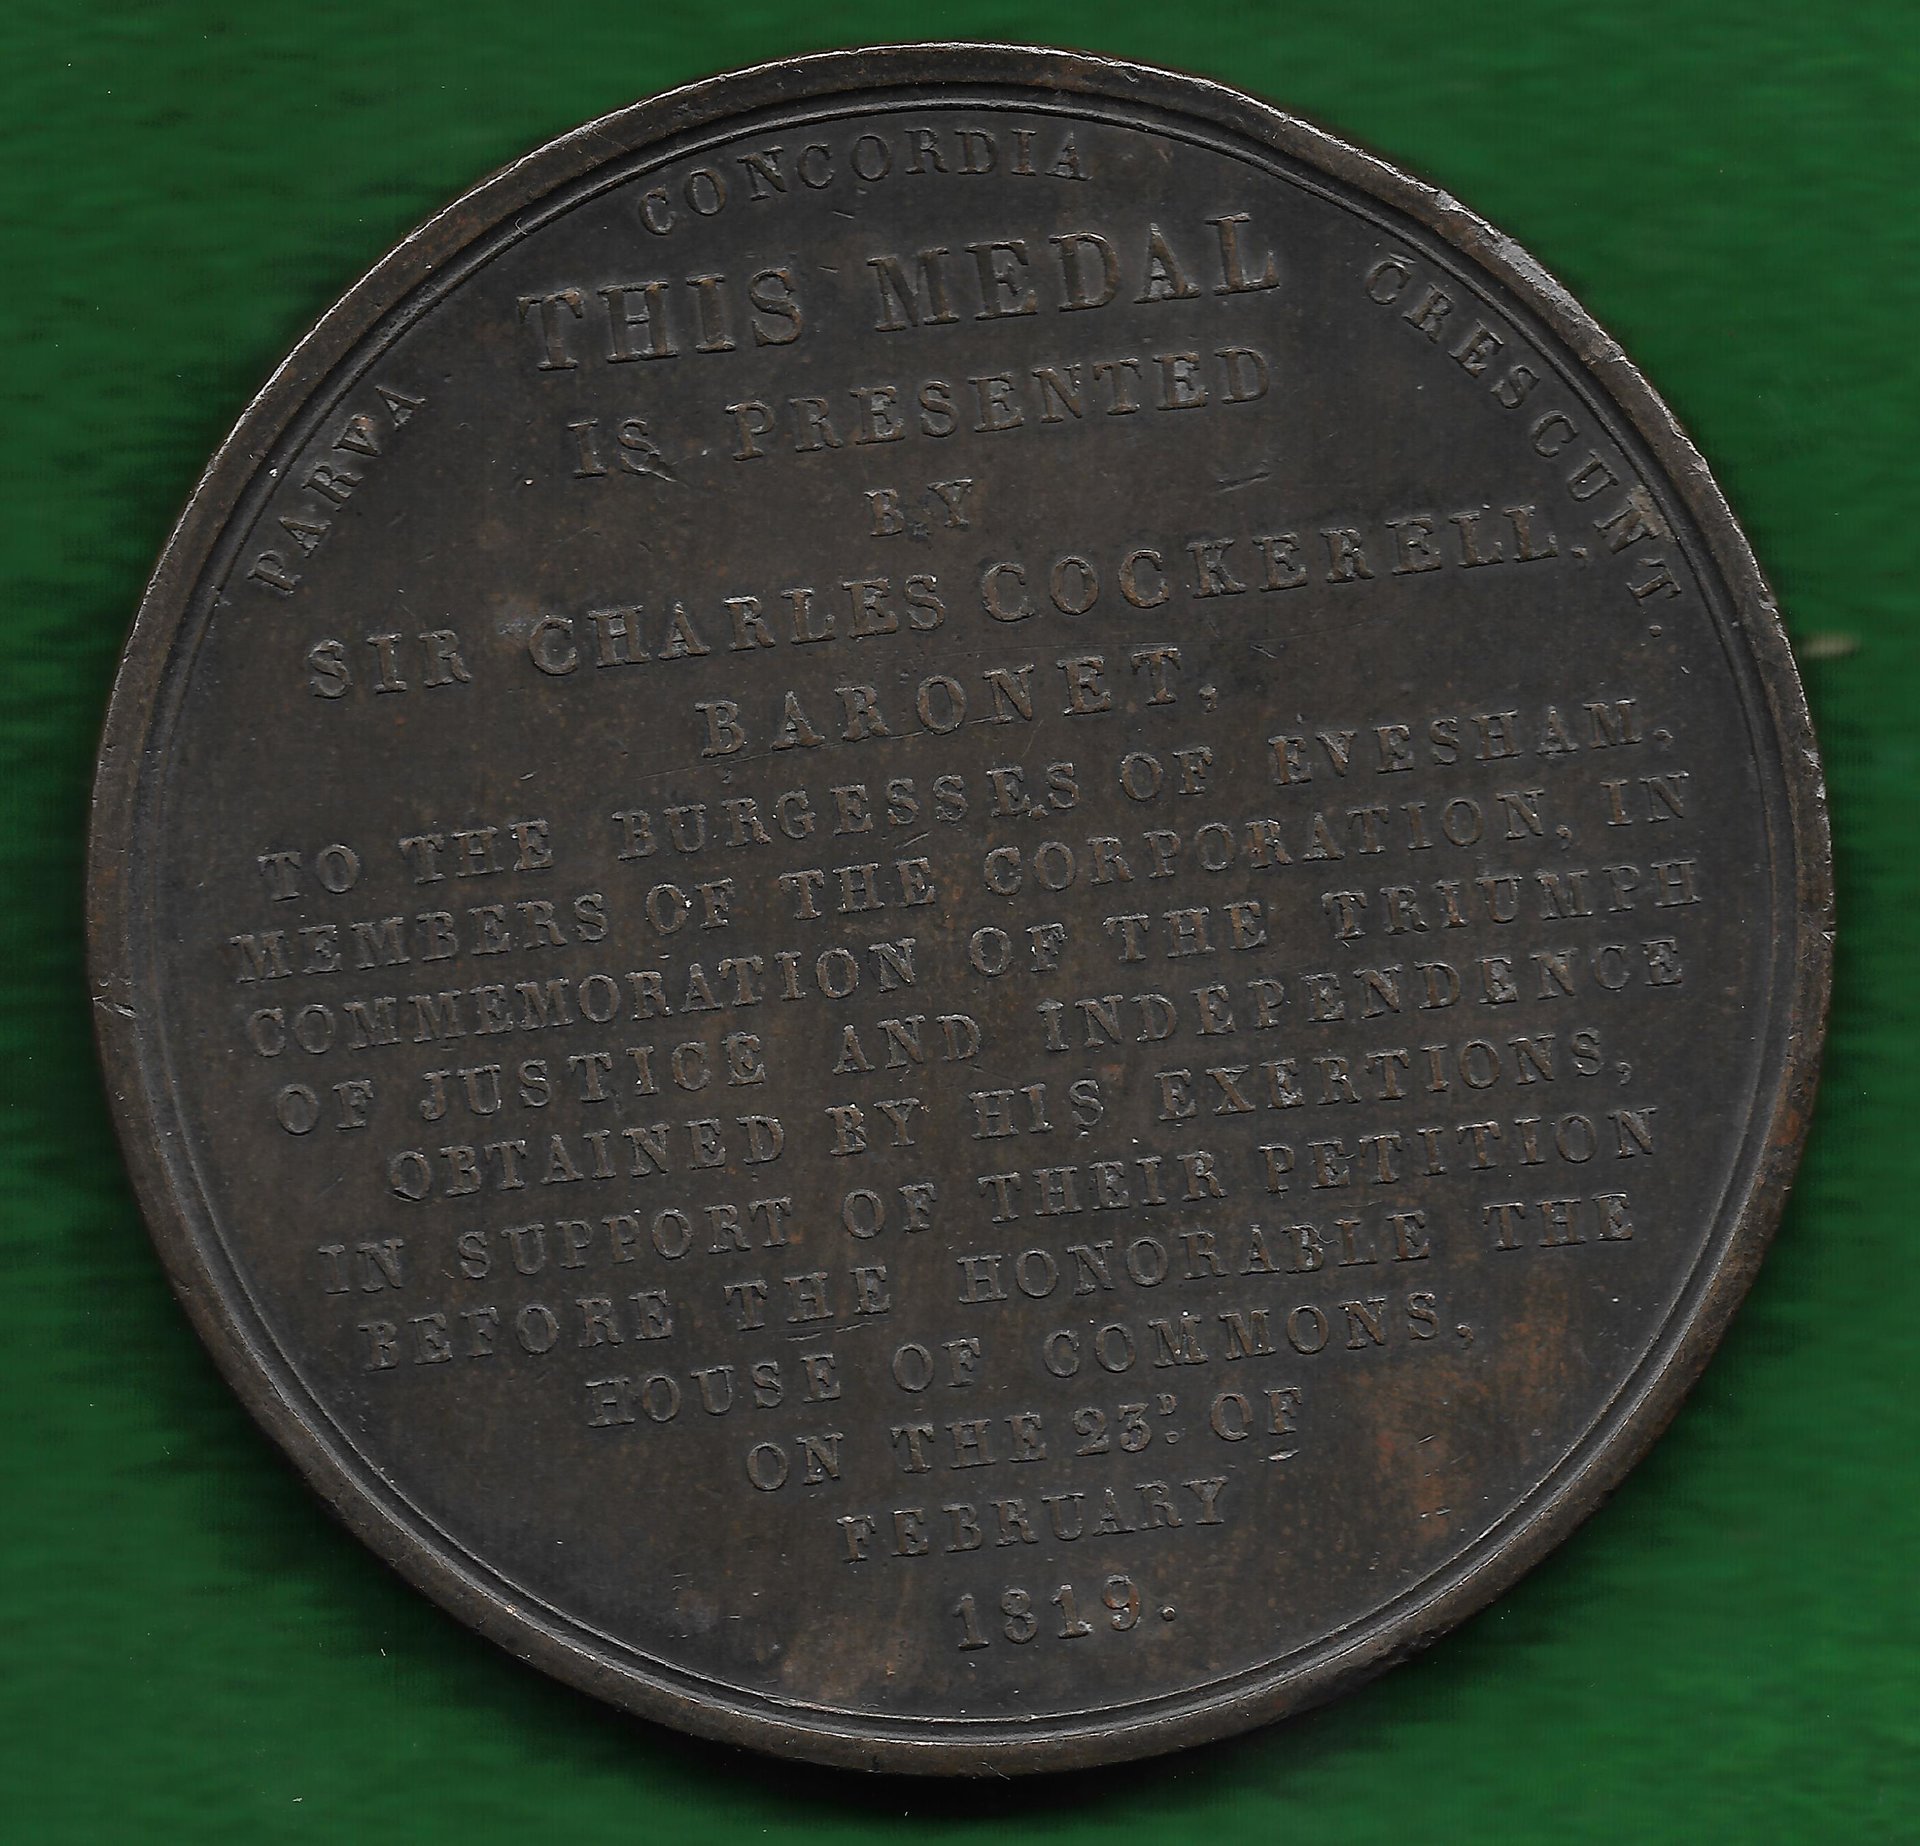 PARVA CONCORDIA CRESCUNT.
THIS MEDAL
IS PRESENTED
BY
SIR CHARLES COCKERELL,
BARONET,
TO THE BURGESSES OF EVESHAM,
MEMBERS OF THE CORPORATION, IN
COMMEMORATION OF THE TRIUMPH
OF JUSTICE AND INDEPENDENCE
OBTAINED BY HIS EXERTIONS,
IN SUPPORT OF THEIR PETITION
BEFORE THE HONORABLE THE
HOUSE OF COMMONS,
ON THE 23D. OF
FEBRUARY
1819.